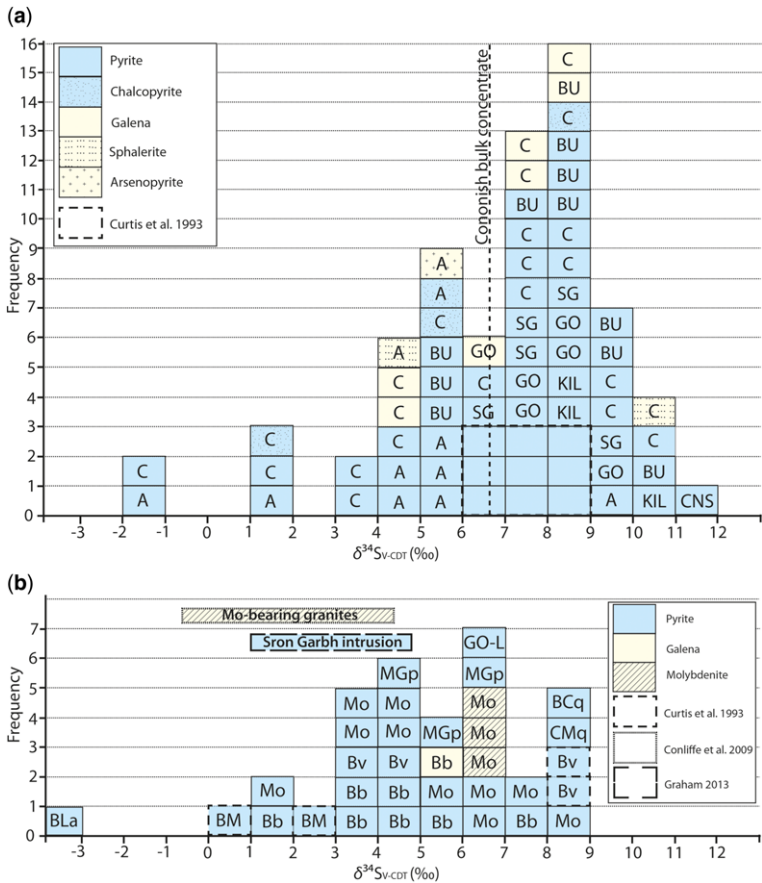 (a)
Pyrite
Chalcopyrite
Galena
Sphalerite
Arsenopyrite
Curtis et al. 1993
Cononish bulk concentrate
Frequency
16
15
14
13
12
11
10
9
8
7
6
5
4
3
2
1
0
C
BU
C
C BU
C BU
BU BU
C C
A C C
A C SG
C SG GO BU
A BU GO SG GO BU
C BU C GO KIL C
C BU SG GO KIL C C
C C A SG C
C C C A A GO BU
A A C A A A KIL CNS
-3 -2 -1 0 1 2 3 4 5 6 7 8 9 10 11 12
δ34SV-CDT (‰)
(b)
Mo-bearing granites
Sron Garbh intrusion
Pyrite
Galena
Molybdenite
Curtis et al. 1993
Conliffe et al. 2009
Graham 2013
Frequency
7
6
5
4
3
2
1
0
GO-L
MGp MGp
Mo Mo Mo BCq
Mo Mo MGp Mo CMq
Bv Bv Bb Mo Bv
Mo Bb Bb Mo Mo Mo Bv
BLa BM Bb BM Bb Bb Bb Mo Bb Mo
-3 -2 -1 0 1 2 3 4 5 6 7 8 9 10 11 12
δ34SV-CDT (‰)